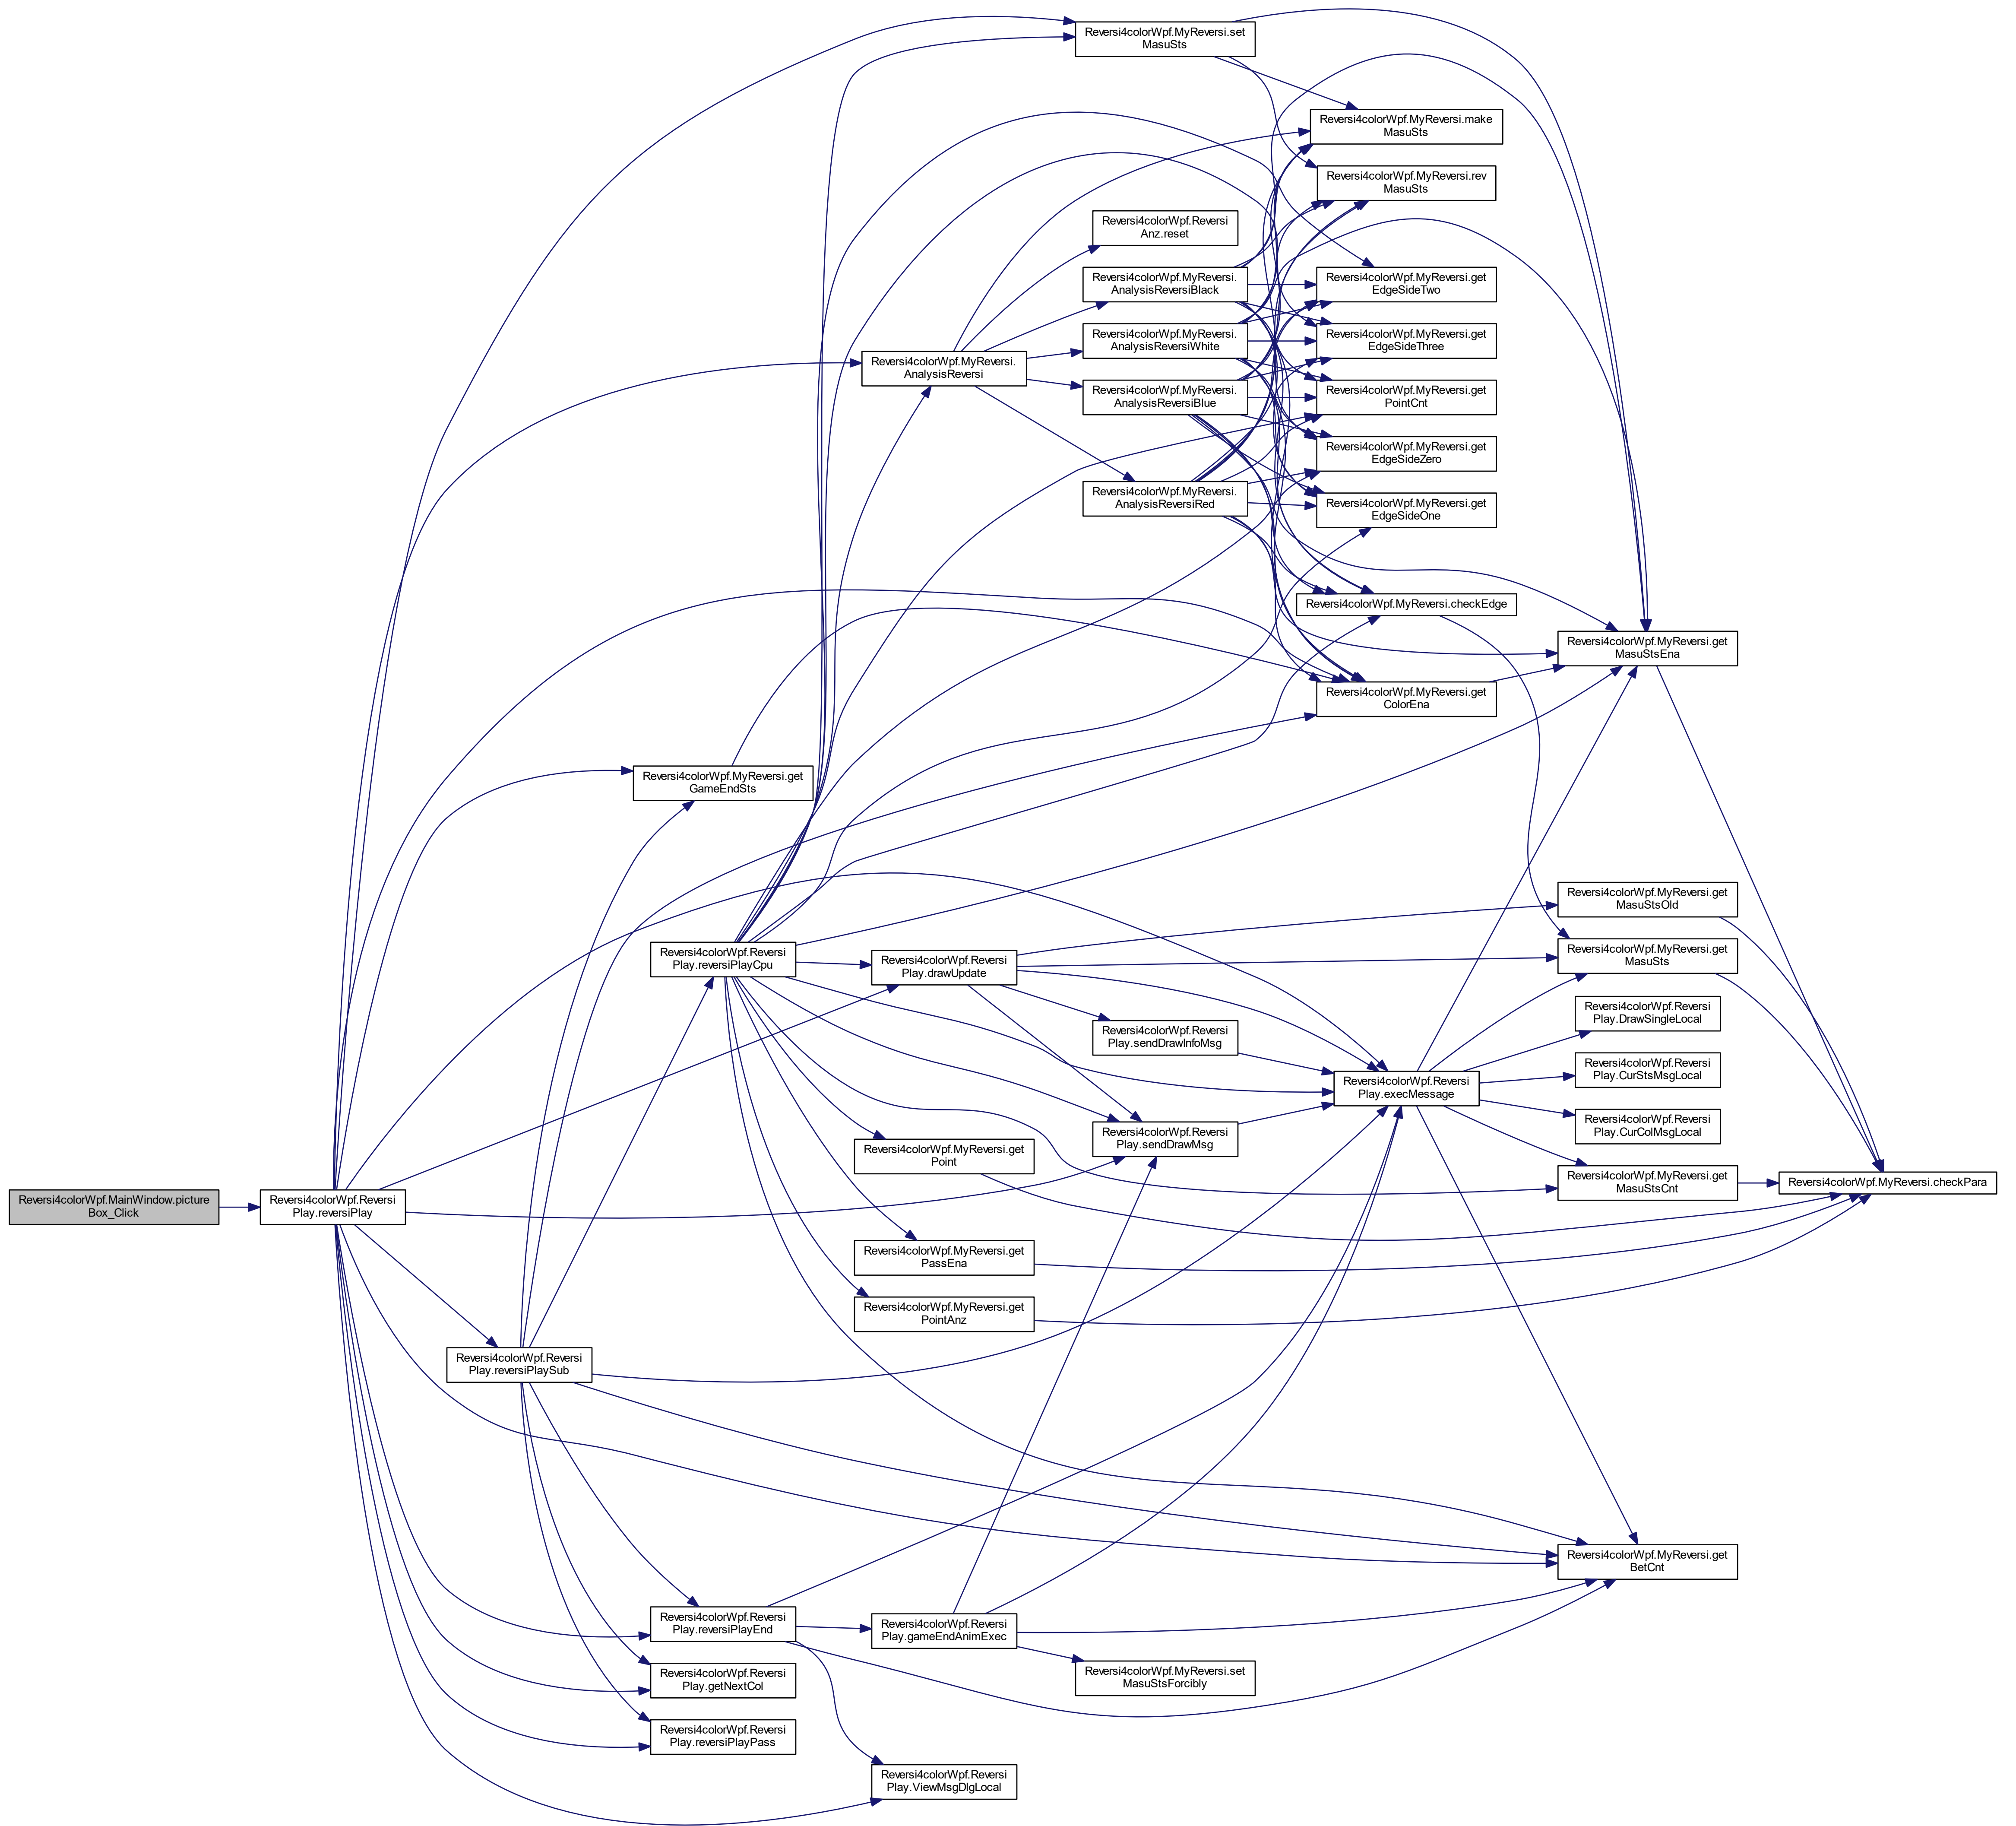 Reversi4colorWpf.MyReversi.set
MasuSts
Reversi4colorWpf.MyReversi.make
MasuSts
Reversi4colorWpf.MyReversi.rev
MasuSts
Reversi4colorWpf.Reversi
Anz.reset
Reversi4colorWpf.MyReversi.
AnalysisReversiBlack
Reversi4colorWpf.MyReversi.get
EdgeSideTwo
Reversi4colorWpf.MyReversi.
AnalysisReversiWhite
Reversi4colorWpf.MyReversi.get
EdgeSideThree
Reversi4colorWpf.MyReversi.
AnalysisReversi
Reversi4colorWpf.MyReversi.
AnalysisReversiBlue
Reversi4colorWpf.MyReversi.get
PointCnt
Reversi4colorWpf.MyReversi.get
EdgeSideZero
Reversi4colorWpf.MyReversi.
AnalysisReversiRed
Reversi4colorWpf.MyReversi.get
EdgeSideOne
Reversi4colorWpf.MyReversi.checkEdge
Reversi4colorWpf.MyReversi.get
MasuStsEna
Reversi4colorWpf.MyReversi.get
ColorEna
Reversi4colorWpf.MyReversi.get
GameEndSts
Reversi4colorWpf.MyReversi.get
MasuStsOld
Reversi4colorWpf.Reversi
Play.reversiPlayCpu
Reversi4colorWpf.Reversi
Play.drawUpdate
Reversi4colorWpf.MyReversi.get
MasuSts
Reversi4colorWpf.Reversi
Play.sendDrawInfoMsg
Reversi4colorWpf.Reversi
Play.DrawSingleLocal
Reversi4colorWpf.Reversi
Play.execMessage
Reversi4colorWpf.Reversi
Play.CurStsMsgLocal
Reversi4colorWpf.Reversi
Play.CurColMsgLocal
Reversi4colorWpf.Reversi
Play.sendDrawMsg
Reversi4colorWpf.MyReversi.get
Point
Reversi4colorWpf.MyReversi.get
MasuStsCnt
Reversi4colorWpf.MyReversi.checkPara
Reversi4colorWpf.MainWindow.picture
Box_Click
Reversi4colorWpf.Reversi
Play.reversiPlay
Reversi4colorWpf.MyReversi.get
PassEna
Reversi4colorWpf.MyReversi.get
PointAnz
Reversi4colorWpf.Reversi
Play.reversiPlaySub
Reversi4colorWpf.MyReversi.get
BetCnt
Reversi4colorWpf.Reversi
Play.reversiPlayEnd
Reversi4colorWpf.Reversi
Play.gameEndAnimExec
Reversi4colorWpf.MyReversi.set
MasuStsForcibly
Reversi4colorWpf.Reversi
Play.getNextCol
Reversi4colorWpf.Reversi
Play.reversiPlayPass
Reversi4colorWpf.Reversi
Play.ViewMsgDlgLocal